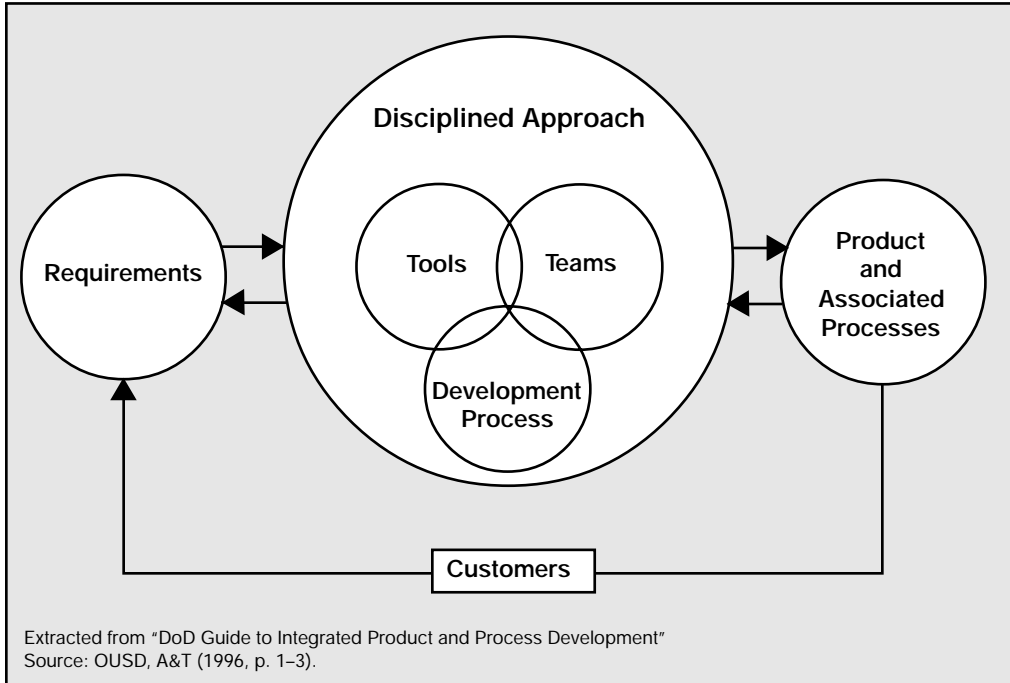 Disciplined Approach
Requirements
Tools
Teams
Development
Process
Product
and
Associated
Processes
Customers
Extracted from “DoD Guide to Integrated Product and Process Development”
Source: OUSD, A&T (1996, p. 1–3).